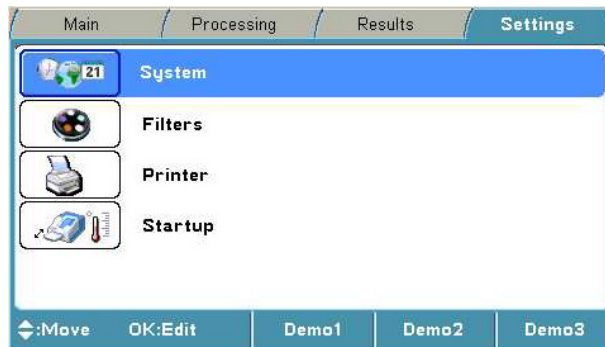 Main Processing Results Settings
21 System
Filters
Printer
Startup
:Move OK:Edit Demo1 Demo2 Demo3